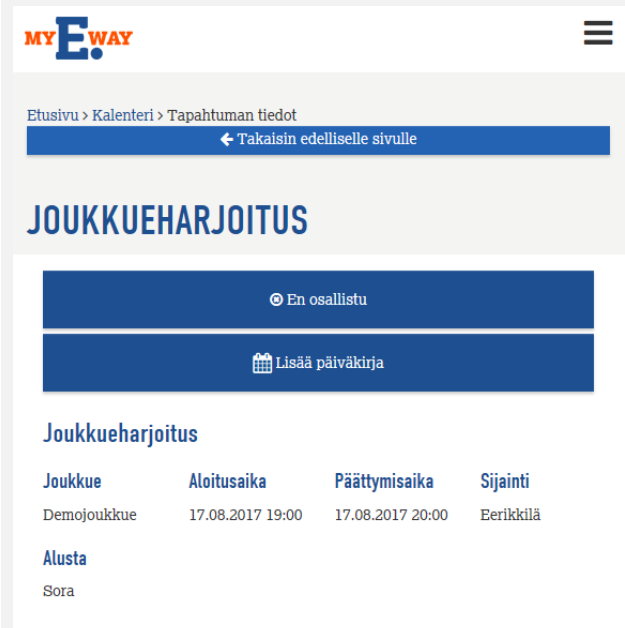 MY E. WAY
Etusivu > Kalenteri > Tapahtuman tiedot
Takaisin edelliselle sivulle
JOUKKUEHARJOITUS
En osallistu
Lisää päiväkirja
Joukkueharjoitus
Joukkue Aloitusaika Päättymisaika Sijainti
Demojoukkue 17.08.2017 19:00 17.08.2017 20:00 Eerikkilä
Alusta
Sora